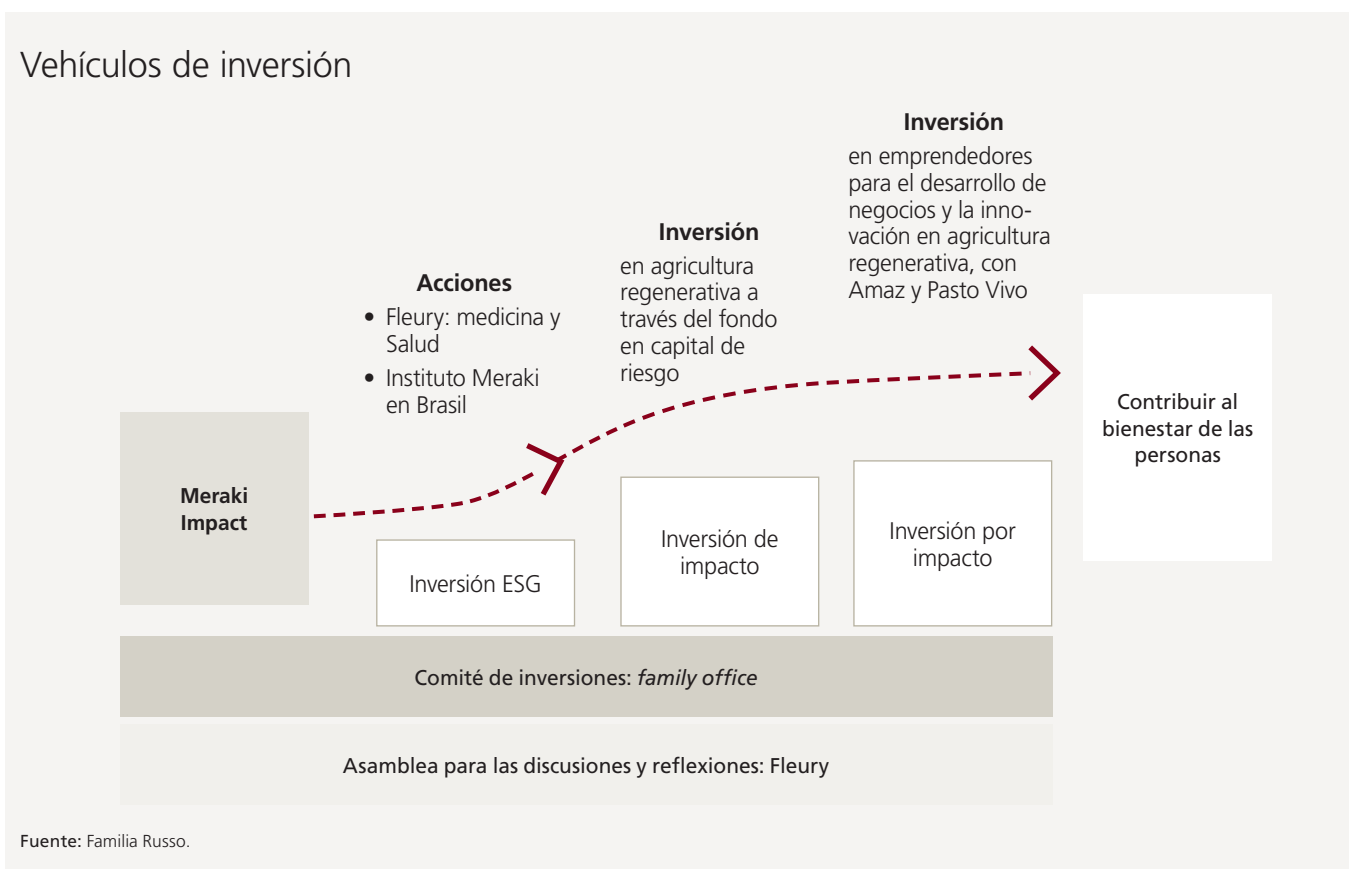 Vehículos de inversión
Inversión
en emprendedores
para el desarrollo de
negocios y la inno-
vación en agricultura
regenerativa, con
Amaz y Pasto Vivo
Inversión
en agricultura
regenerativa a
través del fondo
en capital de
riesgo
Acciones
• Fleury: medicina y
Salud
• Instituto Meraki
en Brasil
Meraki
Impact
Inversión ESG
Inversión de
impacto
Inversión por
impacto
Contribuir al
bienestar de las
personas
Comité de inversiones: family office
Asamblea para las discusiones y reflexiones: Fleury
Fuente: Familia Russo.